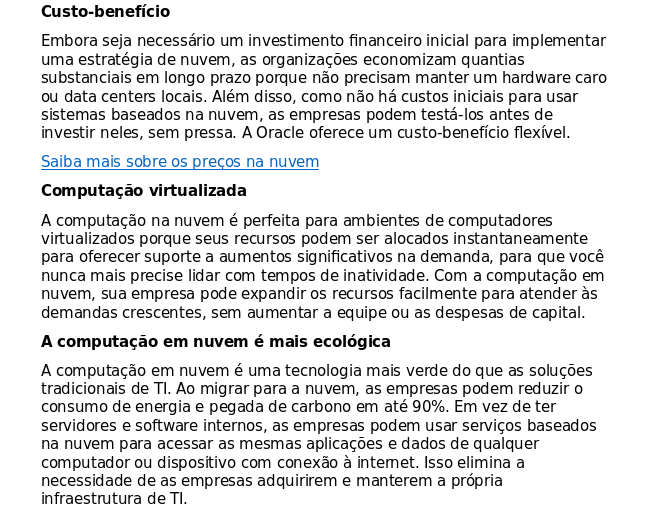 Custo-benefício
Embora seja necessário um investimento financeiro inicial para implementar
uma estratégia de nuvem, as organizações economizam quantias
substanciais em longo prazo porque não precisam manter um hardware caro
ou data centers locais. Além disso, como não há custos iniciais para usar
sistemas baseados na nuvem, as empresas podem testá-los antes de
investir neles, sem pressa. A Oracle oferece um custo-benefício flexível.
Saiba mais sobre os preços na nuvem
Computação virtualizada
A computação na nuvem é perfeita para ambientes de computadores
virtualizados porque seus recursos podem ser alocados instantaneamente
para oferecer suporte a aumentos significativos na demanda, para que você
nunca mais precise lidar com tempos de inatividade. Com a computação em
nuvem, sua empresa pode expandir os recursos facilmente para atender às
demandas crescentes, sem aumentar a equipe ou as despesas de capital.
A computação em nuvem é mais ecológica
A computação em nuvem é uma tecnologia mais verde do que as soluções
tradicionais de TI. Ao migrar para a nuvem, as empresas podem reduzir o
consumo de energia e pegada de carbono em até 90%. Em vez de ter
servidores e software internos, as empresas podem usar serviços baseados
na nuvem para acessar as mesmas aplicações e dados de qualquer
computador ou dispositivo com conexão à internet. Isso elimina a
necessidade de as empresas adquirirem e manterem a própria
infraestrutura de TI.